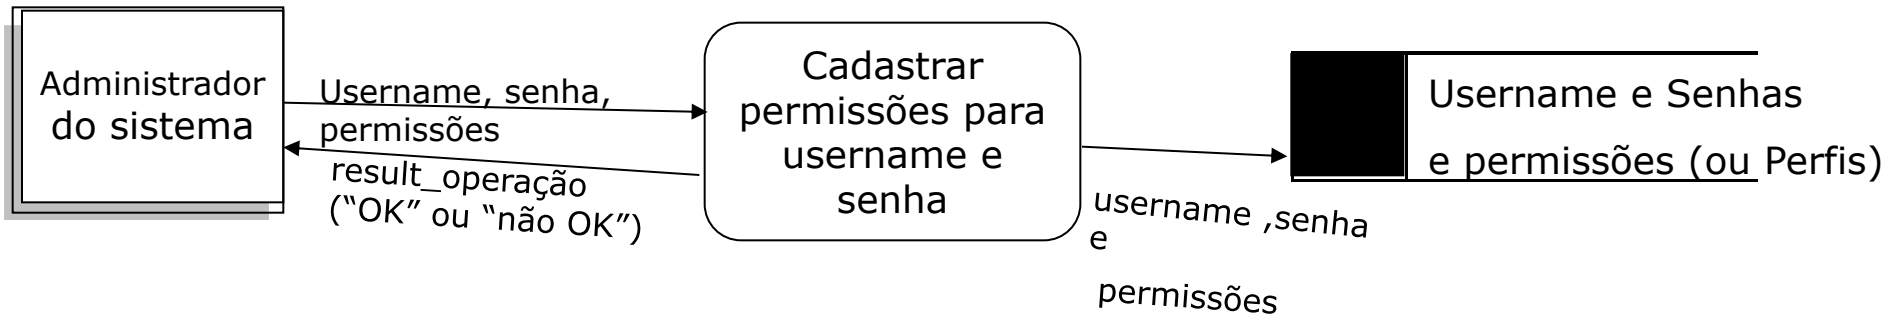 Administrador
do sistema
Username, senha,
permissões
result_operação
(“OK” ou “não OK”)
Cadastrar
permissões para
username e
senha
username ,senha
e
permissões
Username e Senhas
e permissões (ou Perfis)